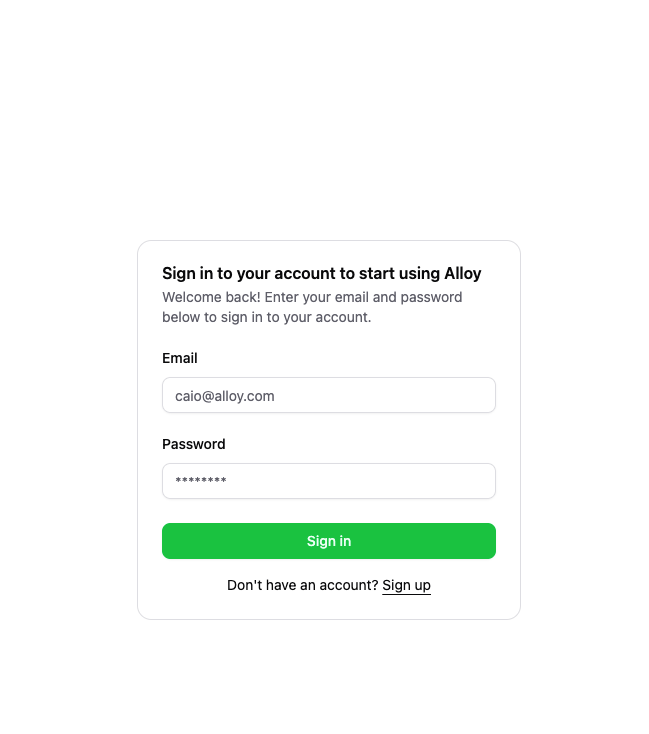 Sign in to your account to start using Alloy
Welcome back! Enter your email and password
below to sign in to your account.
Email
caio@alloy.com
Password
********
Sign in
Don't have an account? Sign up